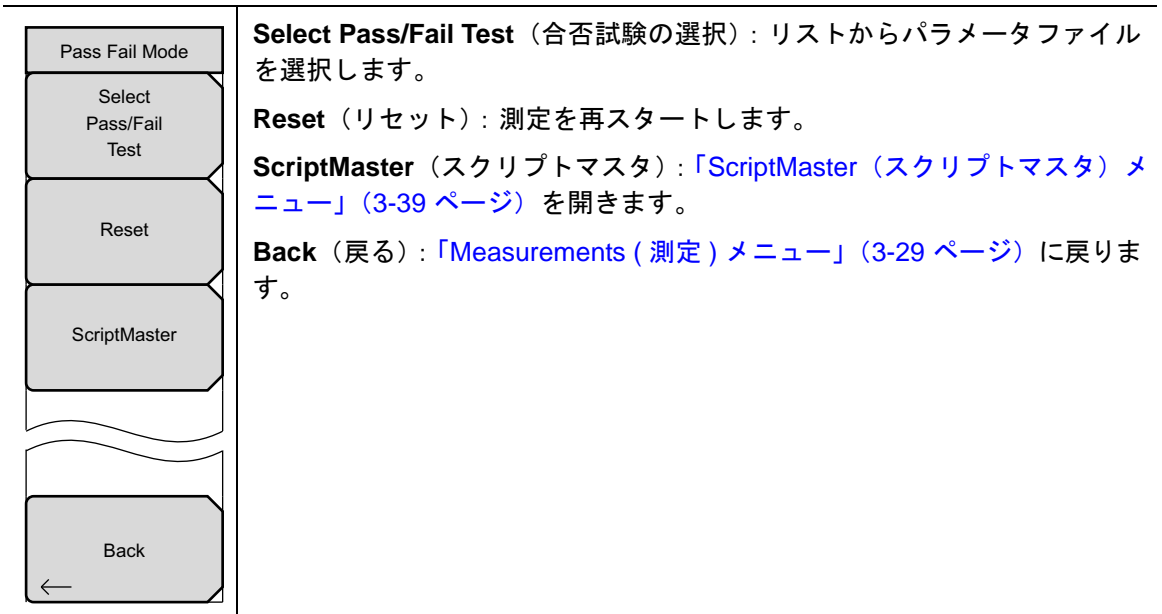 Pass Fail Mode
Select
Pass/Fail
Test
Reset
ScriptMaster
Back
Select Pass/Fail Test（合否試験の選択）: リストからパラメータファイル
を選択します。
Reset（リセット）: 測定を再スタートします。
ScriptMaster（スクリプトマスタ）:「ScriptMaster（スクリプトマスタ）メ
ニュー」（3-39 ページ）を開きます。
Back（戻る）:「Measurements ( 測定 ) メニュー」（3-29 ページ）に戻りま
す。